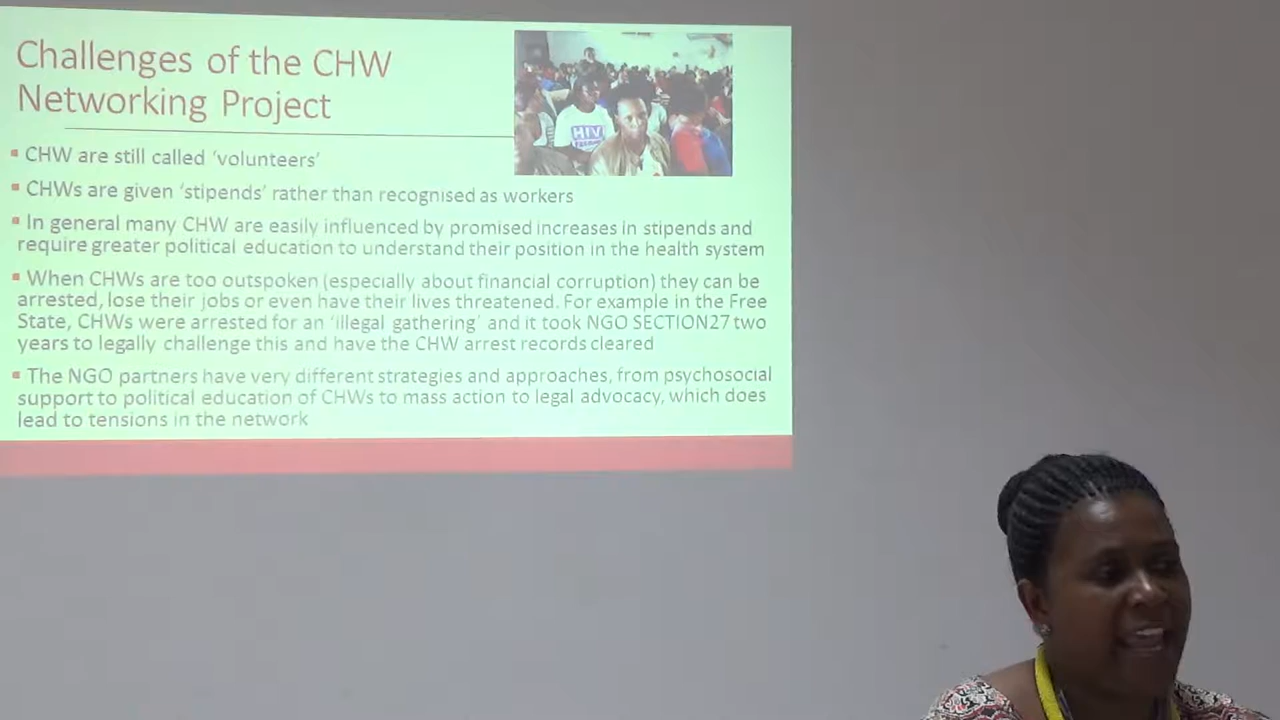 Challenges of the CHW
Networking Project
HIV
CHW are still called 'volunteers'
CHWs are given 'stipends' rather than recognised as workers
In general many CHW are easily influenced by promised increases in stipends and
require greater political education to understand their position in the health system
When CHWs are too outspoken (especially about financial corruption) they can be
arrested, lose their jobs or even have their lives threatened. For example in the Free
State, CHWs were arrested for an 'illegal gathering' and it took NGO SECTION27 two
years to legally challenge this and have the CHW arrest records cleared
The NGO partners have very different strategies and approaches, from psychosocial
support to political education of CHWs to mass action to legal advocacy, which does
lead to tensions in the network